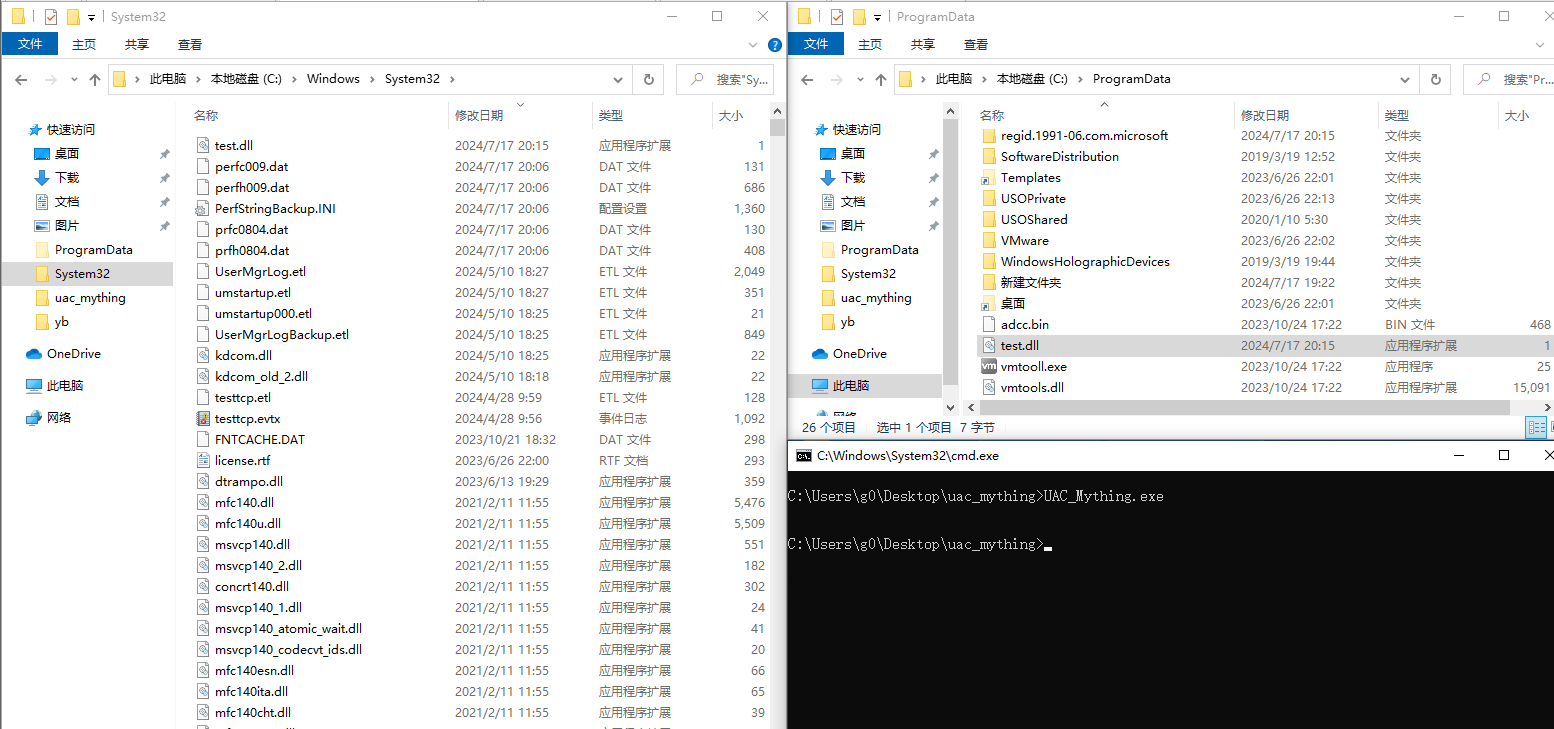 System32
文件 主页 共享 查看
此电脑 本地磁盘 (C:) Windows System32 搜索"Sy...
名称 修改日期 类型 大小
快速访问
桌面
下载
文档
图片
ProgramData
System32
uac_mything
yb
OneDrive
此电脑
网络
test.dll 2024/7/17 20:15 应用程序扩展 1
perfc009.dat 2024/7/17 20:06 DAT 文件 131
perfh009.dat 2024/7/17 20:06 DAT 文件 686
PerfStringBackup.INI 2024/7/17 20:06 配置设置 1,360
prfc0804.dat 2024/7/17 20:06 DAT 文件 130
prfh0804.dat 2024/7/17 20:06 DAT 文件 408
UserMgrLog.etl 2024/5/10 18:27 ETL 文件 2,049
umstartup.etl 2024/5/10 18:27 ETL 文件 351
umstartup000.etl 2024/5/10 18:25 ETL 文件 21
UserMgrLogBackup.etl 2024/5/10 18:25 ETL 文件 849
kdcom.dll 2024/5/10 18:25 应用程序扩展 22
kdcom_old_2.dll 2024/5/10 18:18 应用程序扩展 22
testtcp.etl 2024/4/28 9:59 ETL 文件 128
testtcp.evtx 2024/4/28 9:56 事件日志 1,092
FNTCACHE.DAT 2023/10/21 18:32 DAT 文件 298
license.rtf 2023/6/26 22:00 RTF 文档 293
dtrampo.dll 2023/6/13 19:29 应用程序扩展 359
mfc140.dll 2021/2/11 11:55 应用程序扩展 5,476
mfc140u.dll 2021/2/11 11:55 应用程序扩展 5,509
msvcp140.dll 2021/2/11 11:55 应用程序扩展 551
msvcp140_2.dll 2021/2/11 11:55 应用程序扩展 182
concrt140.dll 2021/2/11 11:55 应用程序扩展 302
msvcp140_1.dll 2021/2/11 11:55 应用程序扩展 24
msvcp140_atomic_wait.dll 2021/2/11 11:55 应用程序扩展 41
msvcp140_codecvt_ids.dll 2021/2/11 11:55 应用程序扩展 20
mfc140esn.dll 2021/2/11 11:55 应用程序扩展 66
mfc140ita.dll 2021/2/11 11:55 应用程序扩展 65
mfc140cht.dll 2021/2/11 11:55 应用程序扩展 39
ProgramData
文件 主页 共享 查看
此电脑 本地磁盘 (C:) ProgramData 搜索"Pr...
名称 修改日期 类型 大小
快速访问
桌面
下载
文档
图片
ProgramData
System32
uac_mything
yb
OneDrive
此电脑
网络
regid.1991-06.com.microsoft 2024/7/17 20:15 文件夹
SoftwareDistribution 2019/3/19 12:52 文件夹
Templates 2023/6/26 22:01 文件夹
USOPrivate 2023/6/26 22:13 文件夹
USOShared 2020/1/10 5:30 文件夹
VMware 2023/6/26 22:02 文件夹
WindowsHolographicDevices 2019/3/19 19:44 文件夹
新建文件夹 2024/7/17 19:22 文件夹
桌面 2023/6/26 22:01 文件夹
adcc.bin 2023/10/24 17:22 BIN 文件 468
test.dll 2024/7/17 20:15 应用程序扩展 1
vmtooll.exe 2023/10/24 17:22 应用程序 25
vmtools.dll 2023/10/24 17:22 应用程序扩展 15,091
26 个项目 选中 1 个项目 7 字节
C:\Windows\System32\cmd.exe
C:\Users\g0\Desktop\uac_mything>UAC_Mything.exe
C:\Users\g0\Desktop\uac_mything>